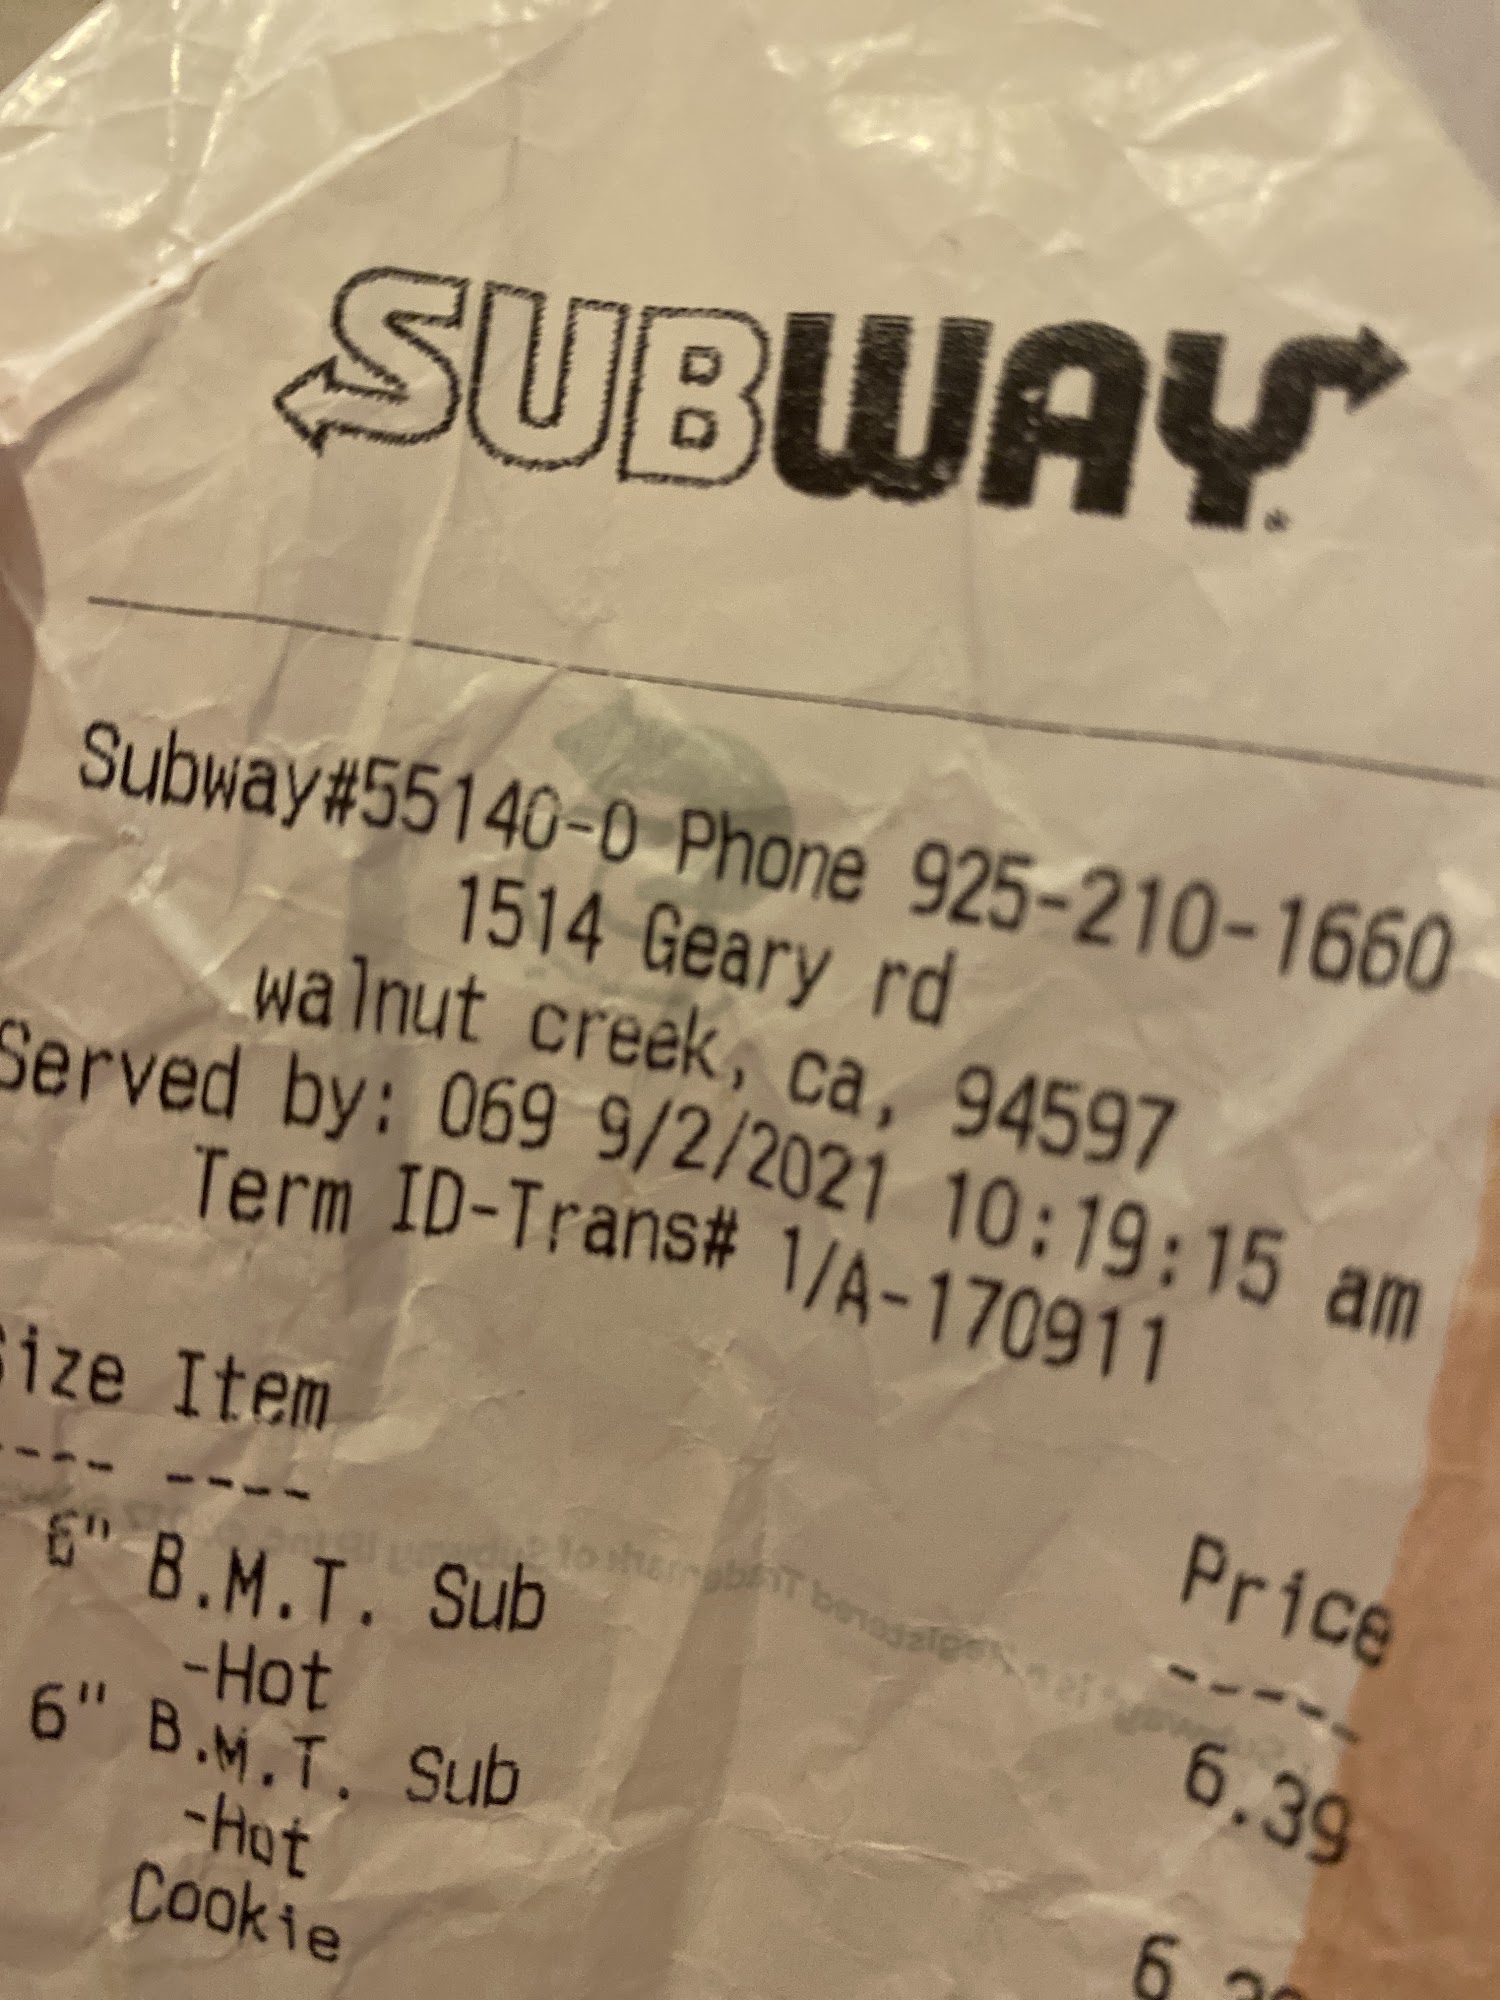 SUBWAY
Subway#55140-0 Phone 925-210-1660
1514 Geary rd
walnut creek, ca, 94597
Served by: 069 9/2/2021 10:19:15 am
Term ID-Trans# 1/A-170911
Size Item
Price
---- ----
-----
6" B.M.T. Sub
6.39
-Hot
6" B.M.T. Sub
-Hot
Cookie